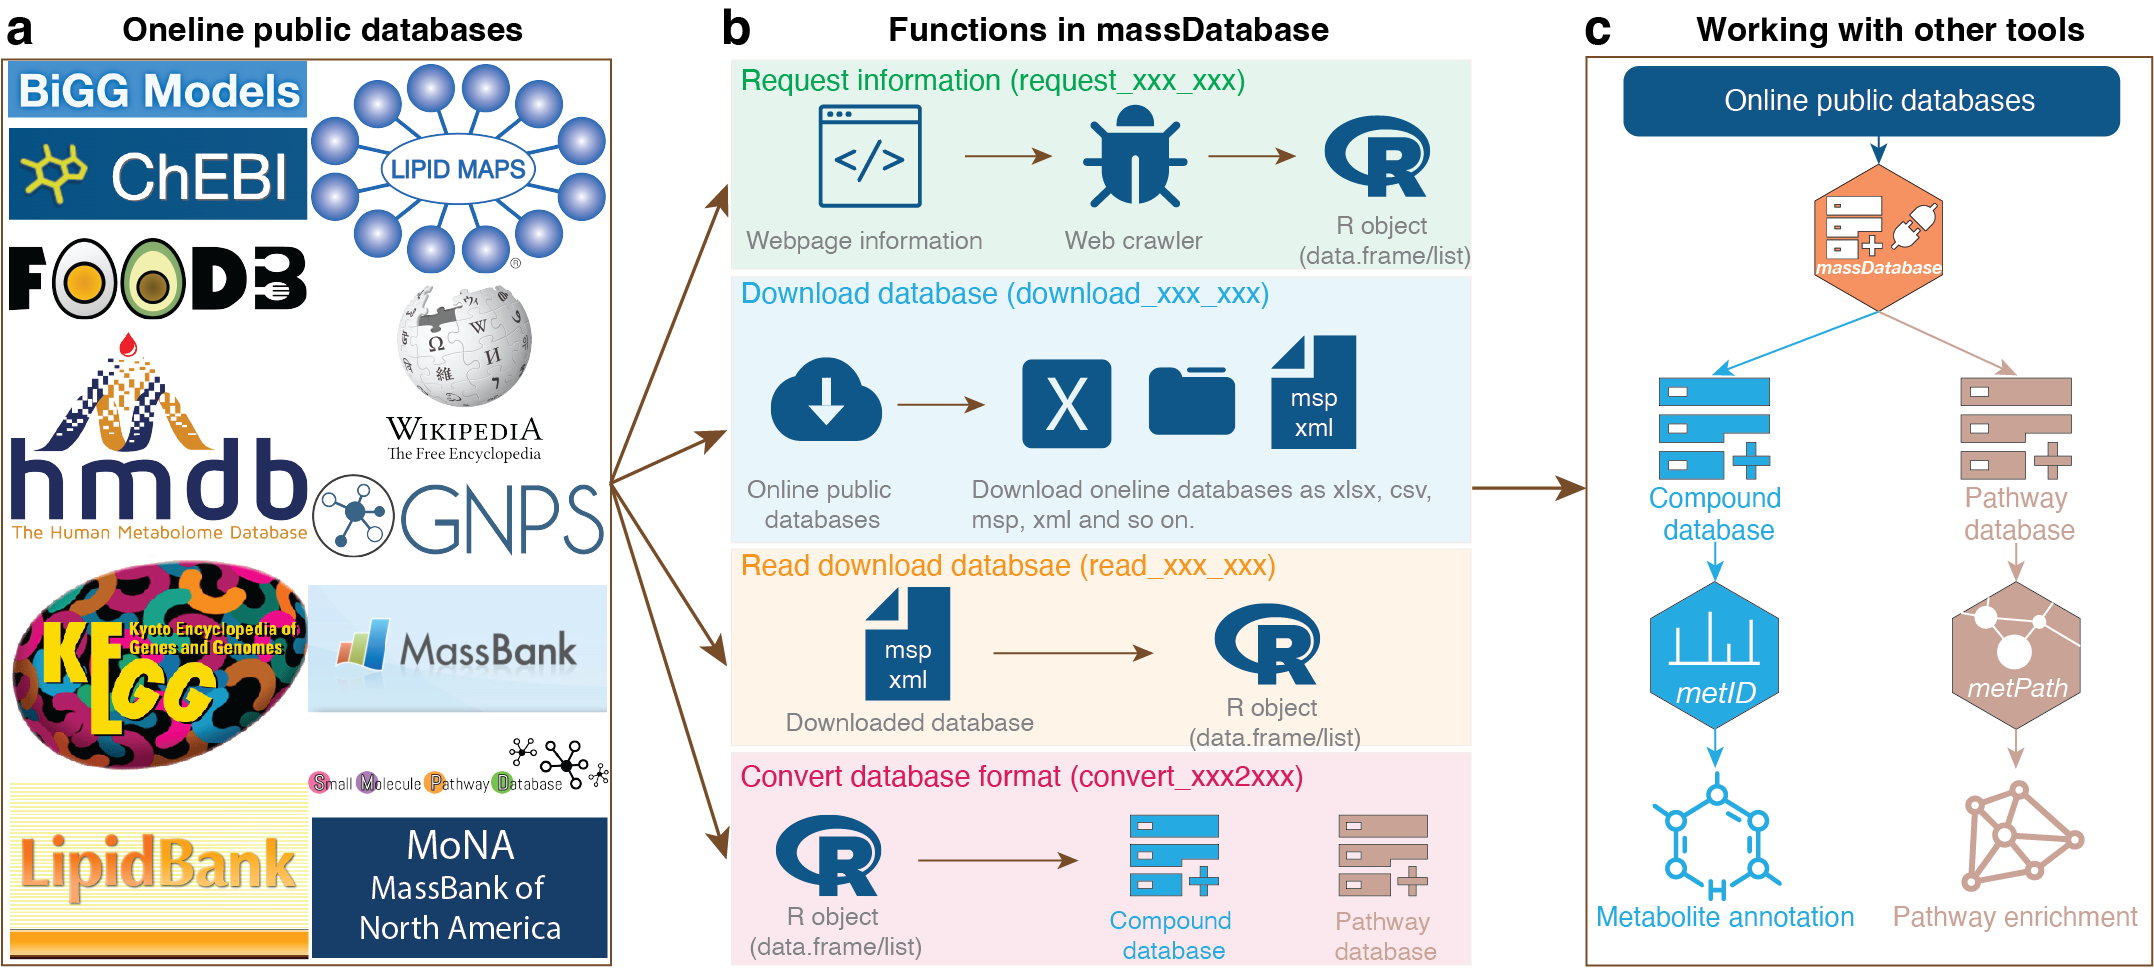 a
Oneline public databases
BiGG Models
ChEBI
LIPID MAPS
®
FOODB
WIKIPEDIA
The Free Encyclopedia
hmdb
The Human Metabolome Database
GNPS
KEGG
Kyoto Encyclopedia of
Genes and Genomes
MassBank
Small Molecule Pathway Database
LipidBank
MoNA
MassBank of
North America
b
Functions in massDatabase
Request information (request_xxx_xxx)
</>
R
Webpage information
Web crawler
R object
(data.frame/list)
Download database (download_xxx_xxx)
X
msp
xml
Online public
databases
Download oneline databases as xlsx, csv,
msp, xml and so on.
Read download databsae (read_xxx_xxx)
msp
xml
R
Downloaded database
R object
(data.frame/list)
Convert database format (convert_xxx2xxx)
R
R object
(data.frame/list)
Compound
database
Pathway
database
c
Working with other tools
Online public databases
massDatabase
Compound
database
Pathway
database
metID
metPath
H
Metabolite annotation
Pathway enrichment